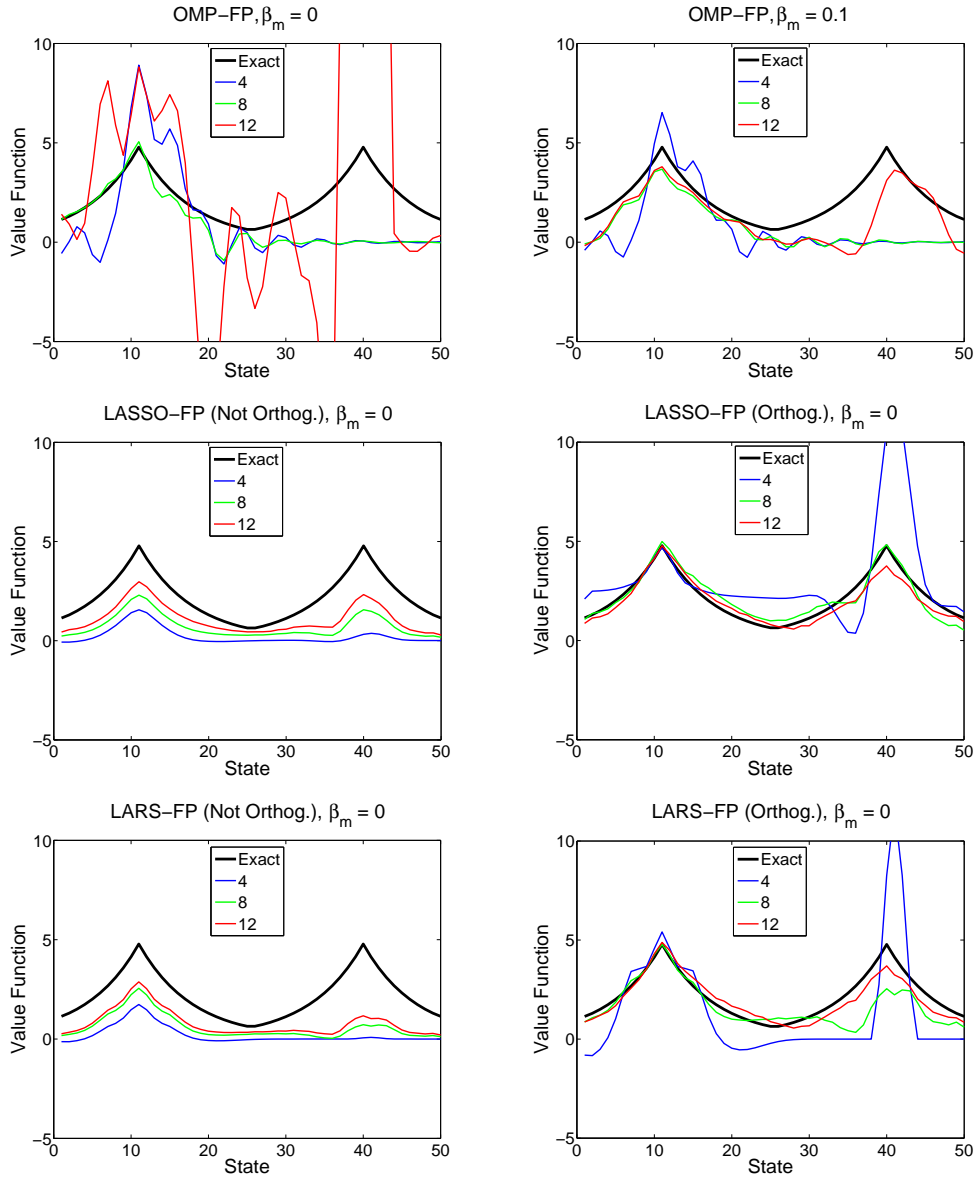 OMP−FP, β_m = 0
10
5
0
−5
0 10 20 30 40 50
State
Value Function
Exact
4
8
12
OMP−FP, β_m = 0.1
10
5
0
−5
0 10 20 30 40 50
State
Value Function
Exact
4
8
12
LASSO−FP (Not Orthog.), β_m = 0
10
5
0
−5
0 10 20 30 40 50
State
Value Function
Exact
4
8
12
LASSO−FP (Orthog.), β_m = 0
10
5
0
−5
0 10 20 30 40 50
State
Value Function
Exact
4
8
12
LARS−FP (Not Orthog.), β_m = 0
10
5
0
−5
0 10 20 30 40 50
State
Value Function
Exact
4
8
12
LARS−FP (Orthog.), β_m = 0
10
5
0
−5
0 10 20 30 40 50
State
Value Function
Exact
4
8
12